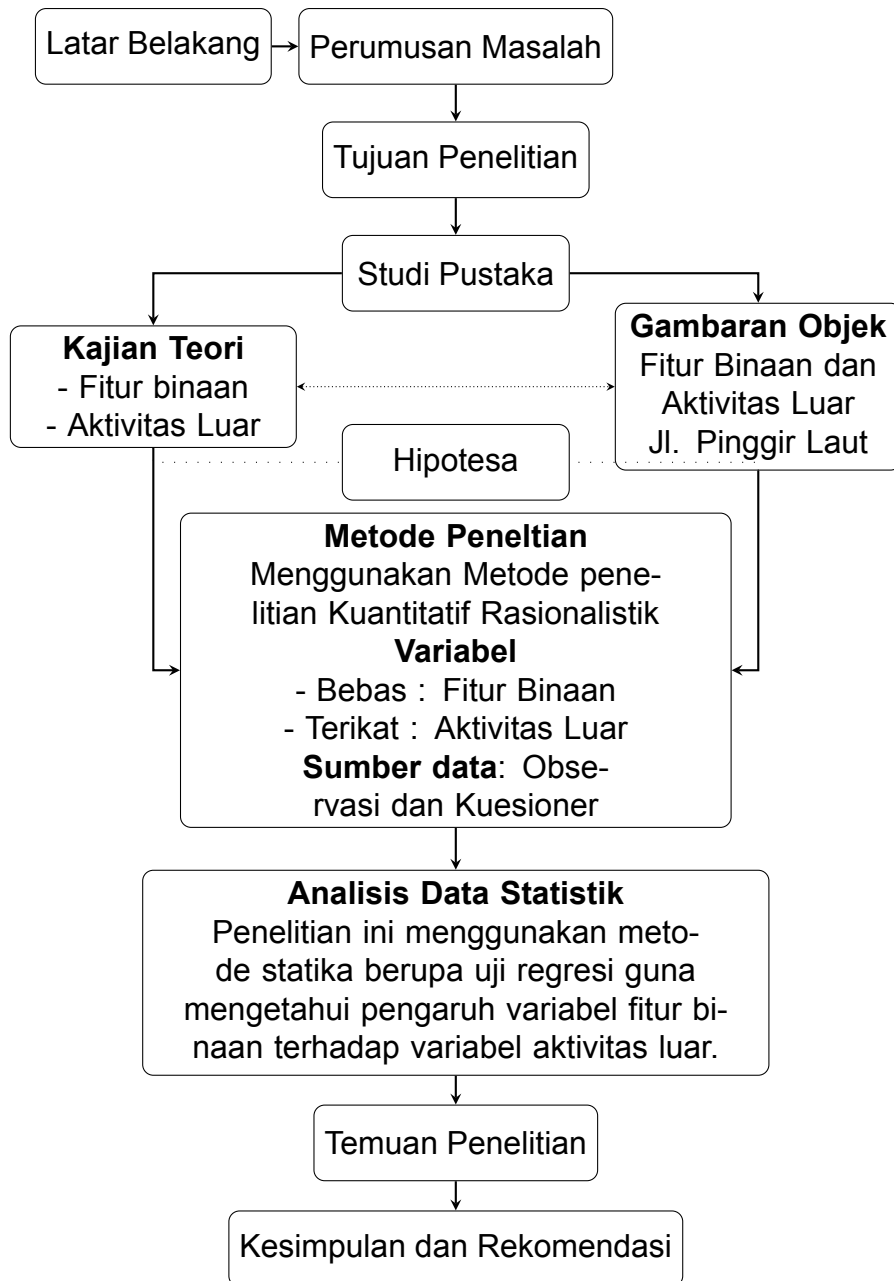 Latar Belakang
Perumusan Masalah
Tujuan Penelitian
Studi Pustaka
Kajian Teori
- Fitur binaan
- Aktivitas Luar
Gambaran Objek
Fitur Binaan dan
Aktivitas Luar
Jl. Pinggir Laut
Hipotesa
Metode Peneltian
Menggunakan Metode pene-
litian Kuantitatif Rasionalistik
Variabel
- Bebas : Fitur Binaan
- Terikat : Aktivitas Luar
Sumber data: Obse-
rvasi dan Kuesioner
Analisis Data Statistik
Penelitian ini menggunakan meto-
de statika berupa uji regresi guna
mengetahui pengaruh variabel fitur bi-
naan terhadap variabel aktivitas luar.
Temuan Penelitian
Kesimpulan dan Rekomendasi